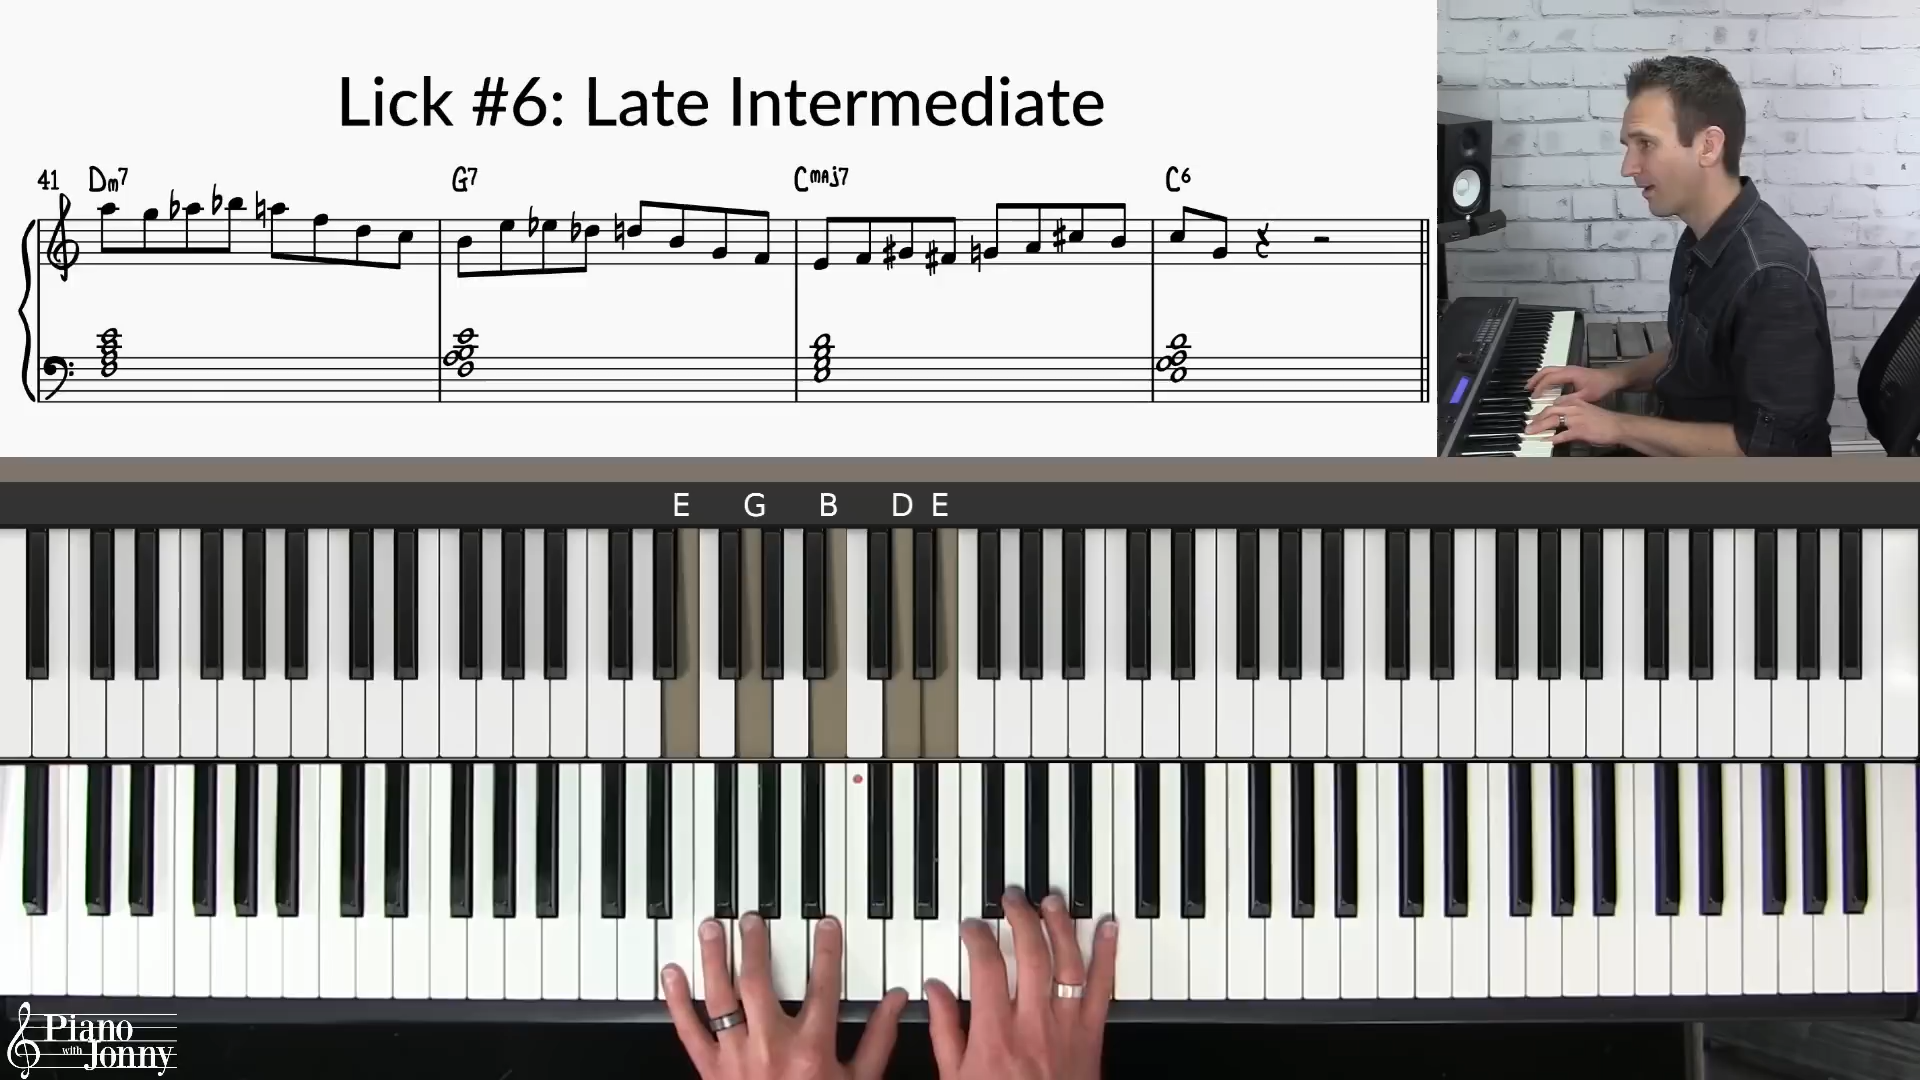 Lick #6: Late Intermediate
41 Dm7 G7 Cmaj7 C6
E G B D E
Piano
with Jonny